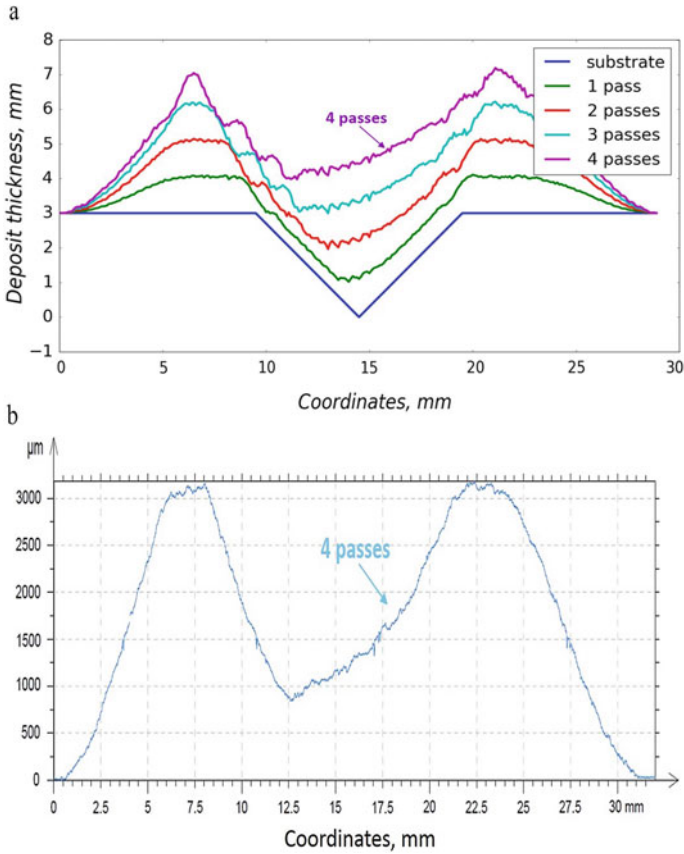 a
8
7
6
5
4
3
2
1
0
−1
Deposit thickness, mm
substrate
1 pass
2 passes
3 passes
4 passes
4 passes
0 5 10 15 20 25 30
Coordinates, mm
b
µm
3000
2500
2000
1500
1000
500
0
4 passes
0 2.5 5 7.5 10 12.5 15 17.5 20 22.5 25 27.5 30 mm
Coordinates, mm